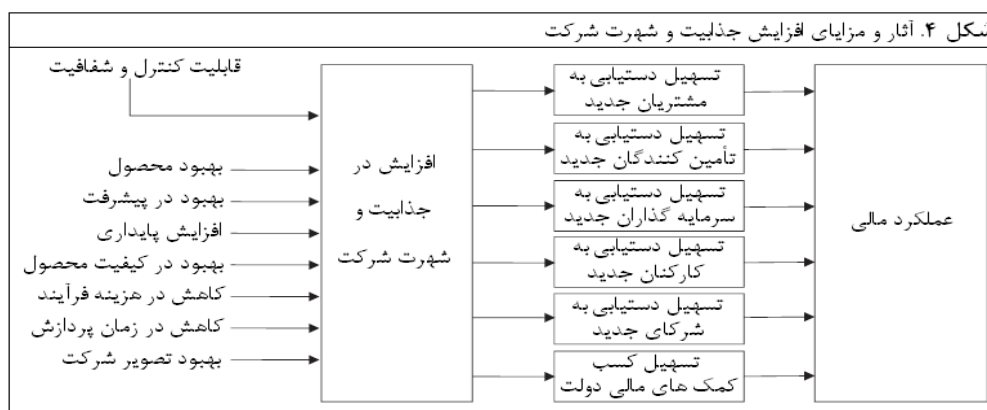 شکل ۴. آثار و مزایای افزایش جذابیت و شهرت شرکت
قابلیت کنترل و شفافیت
بهبود محصول
بهبود در پیشرفت
افزایش پایداری
بهبود در کیفیت محصول
کاهش در هزینه فرآیند
کاهش در زمان پردازش
بهبود تصویر شرکت
افزایش در
جذابیت و
شهرت شرکت
تسهیل دستیابی به
مشتریان جدید
تسهیل دستیابی به
تأمین کنندگان جدید
تسهیل دستیابی به
سرمایه گذاران جدید
تسهیل دستیابی به
کارکنان جدید
تسهیل دستیابی به
شرکای جدید
تسهیل کسب
کمک های مالی دولت
عملکرد مالی